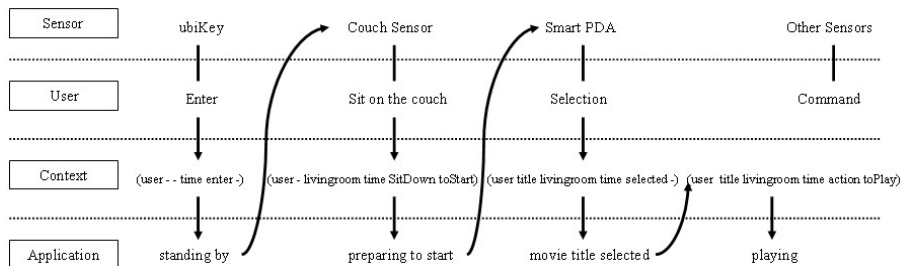 Sensor ubiKey Couch Sensor Smart PDA Other Sensors
User Enter Sit on the couch Selection Command
Context (user - - time enter -) (user - livingroom time SitDown toStart) (user title livingroom time selected -) (user title livingroom time action toPlay)
Application standing by preparing to start movie title selected playing